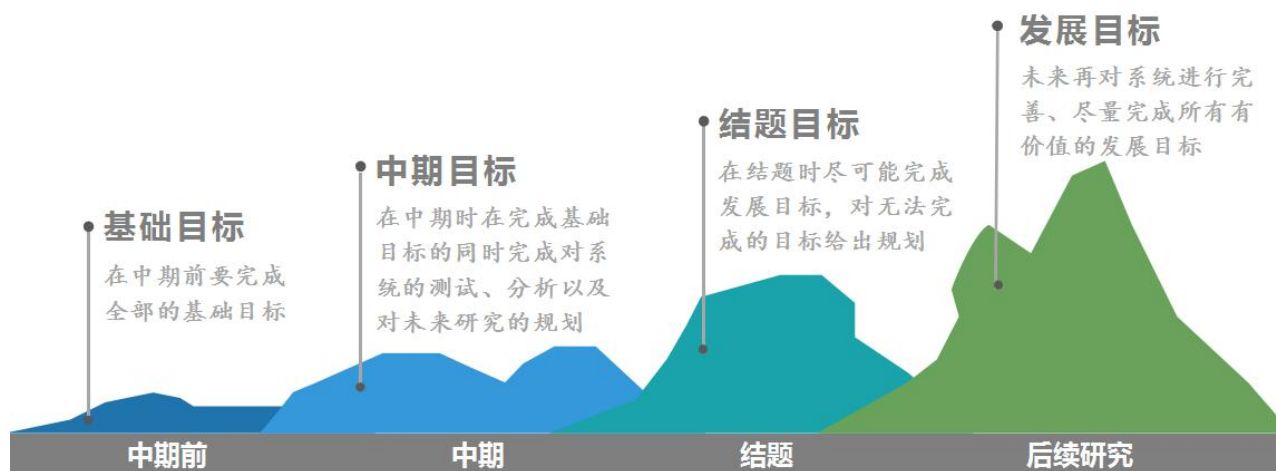 基础目标
在中期前要完成
全部的基础目标
中期目标
在中期时在完成基础
目标的同时完成对系
统的测试、分析以及
对未来研究的规划
结题目标
在结题时尽可能完成
发展目标，对无法完
成的目标给出规划
发展目标
未来再对系统进行完
善、尽量完成所有有
价值的发展目标
中期前
中期
结题
后续研究